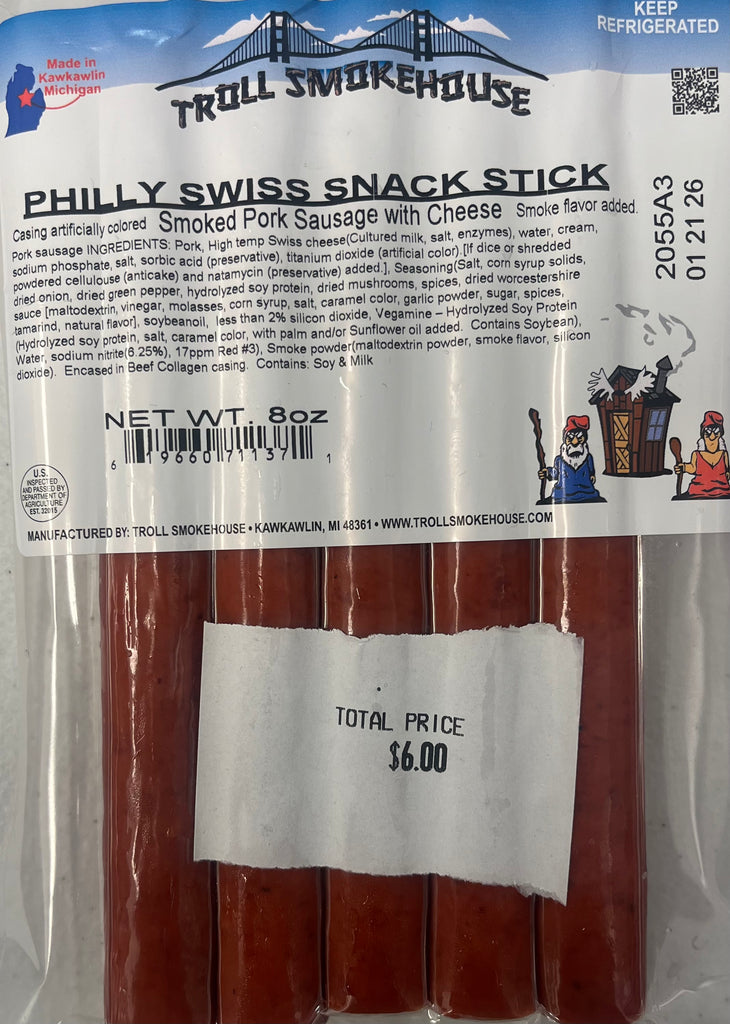 KEEP
REFRIGERATED
Made in
Kawkawlin
Michigan
TROLL SMOKEHOUSE
PHILLY SWISS SNACK STICK
Casing artificially colored Smoked Pork Sausage with Cheese Smoke flavor added.
Pork sausage INGREDIENTS: Pork, High temp Swiss cheese(Cultured milk, salt, enzymes), water, cream,
sodium phosphate, salt, sorbic acid (preservative), titanium dioxide (artificial color).[If dice or shredded
powdered cellulouse (anticake) and natamycin (preservative) added.], Seasoning(Salt, corn syrup solids,
dried onion, dried green pepper, hydrolyzed soy protein, dried mushrooms, spices, dried worcestershire
sauce [maltodextrin, vinegar, molasses, corn syrup, salt, caramel color, garlic powder, sugar, spices,
tamarind, natural flavor], soybeanoil, less than 2% silicon dioxide, Vegamine – Hydrolyzed Soy Protein
(Hydrolyzed soy protein, salt, caramel color, with palm and/or Sunflower oil added. Contains Soybean),
Water, sodium nitrite(6.25%), 17ppm Red #3), Smoke powder(maltodextrin powder, smoke flavor, silicon
dioxide). Encased in Beef Collagen casing. Contains: Soy & Milk
2055A3
01 21 26
NET WT. 8oz
6 19660 71137 1
U.S.
INSPECTED
AND PASSED BY
DEPARTMENT OF
AGRICULTURE
EST. 32015
MANUFACTURED BY: TROLL SMOKEHOUSE • KAWKAWLIN, MI 48361 • WWW.TROLLSMOKEHOUSE.COM
TOTAL PRICE
$6.00